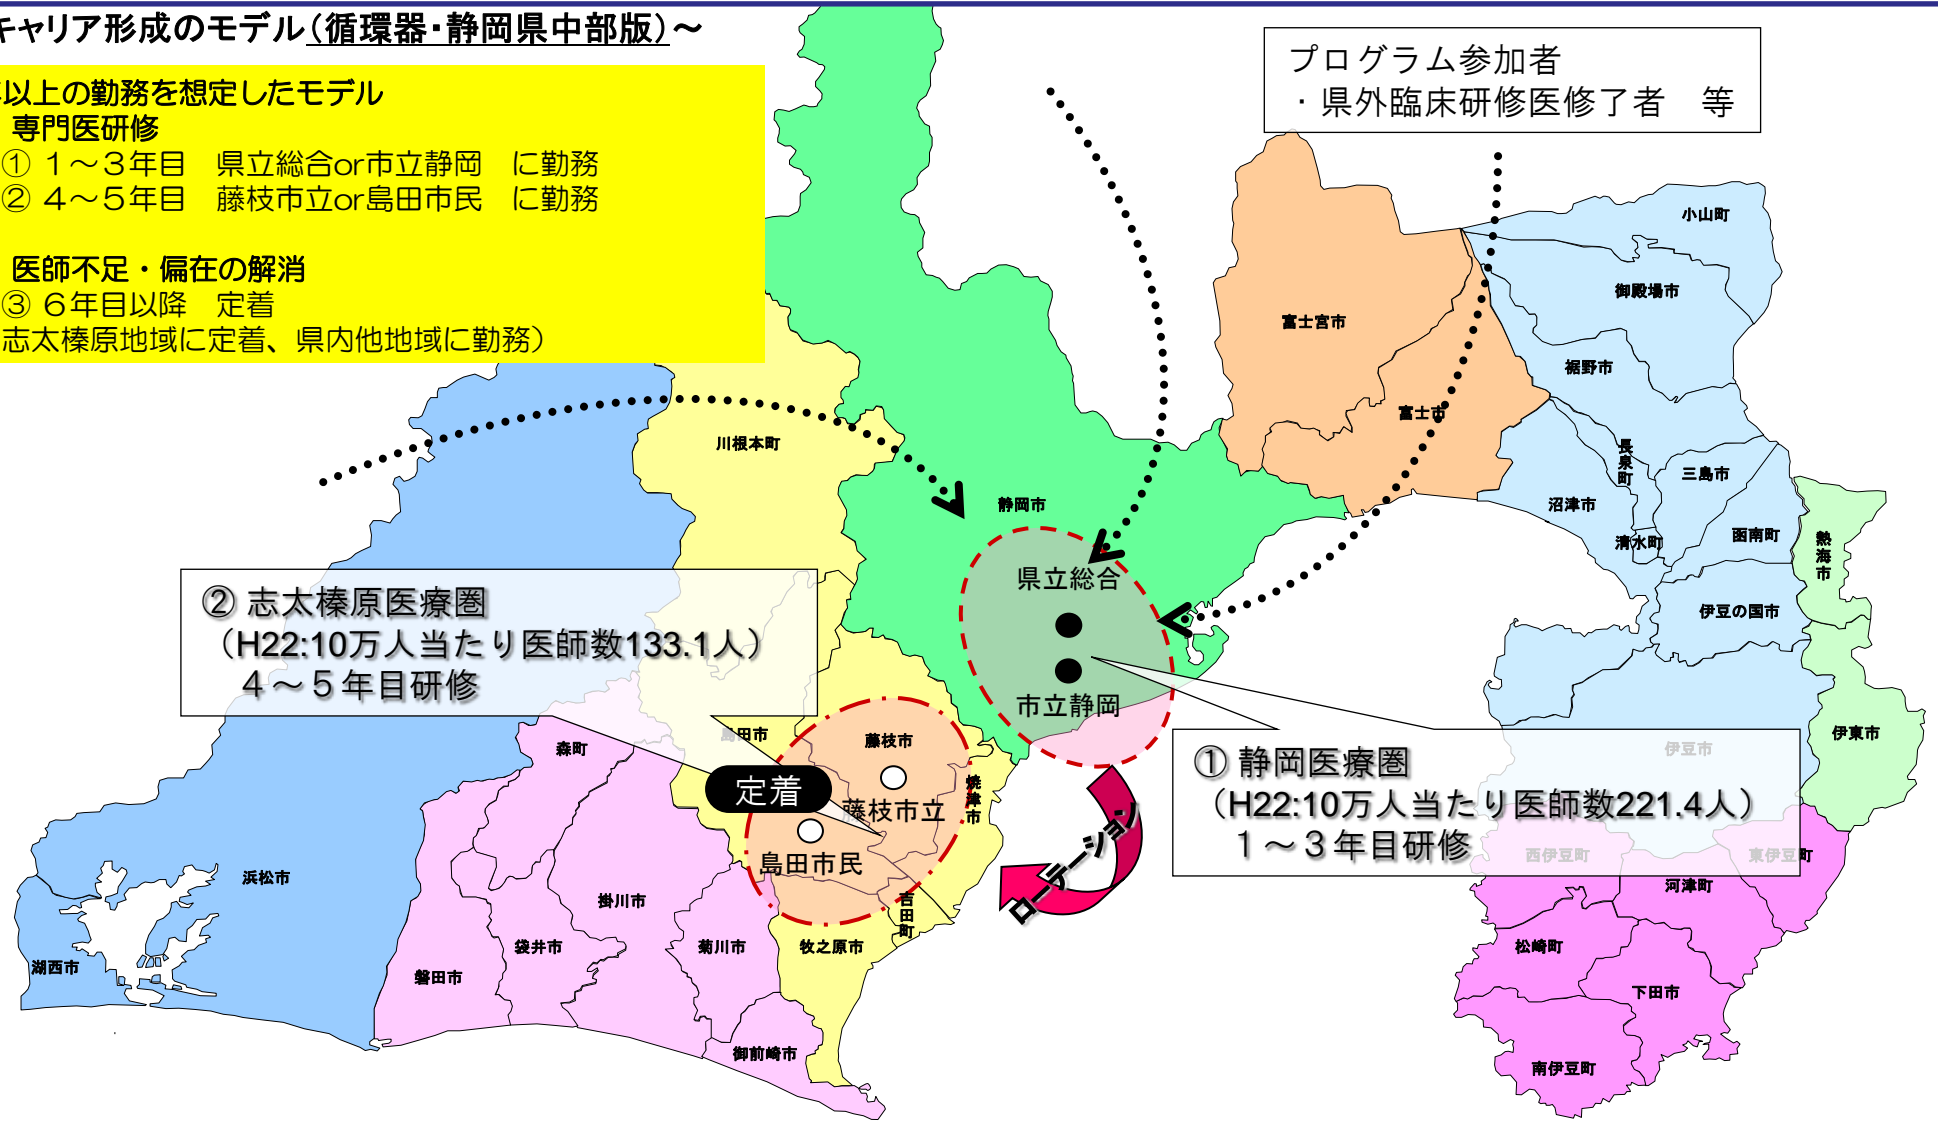 キャリア形成のモデル(循環器・静岡県中部版)～
以上の勤務を想定したモデル
専門医研修
① １～３年目　県立総合or市立静岡　に勤務
② ４～５年目　藤枝市立or島田市民　に勤務
医師不足・偏在の解消
③ ６年目以降　定着
志太榛原地域に定着、県内他地域に勤務）
プログラム参加者
・県外臨床研修医修了者　等
小山町
御殿場市
富士宮市
裾野市
富士市
川根本町
長泉町
三島市
静岡市
沼津市
清水町
函南町
熱海市
県立総合
伊豆の国市
② 志太榛原医療圏
（H22:10万人当たり医師数133.1人）
４～５年目研修
市立静岡
島田市
藤枝市
森町
伊東市
伊豆市
① 静岡医療圏
（H22:10万人当たり医師数221.4人）
１～３年目研修
定着
藤枝市立
焼津市
ローテーション
島田市民
西伊豆町
東伊豆町
河津町
浜松市
掛川市
吉田町
袋井市
菊川市
牧之原市
松崎町
湖西市
磐田市
下田市
御前崎市
南伊豆町